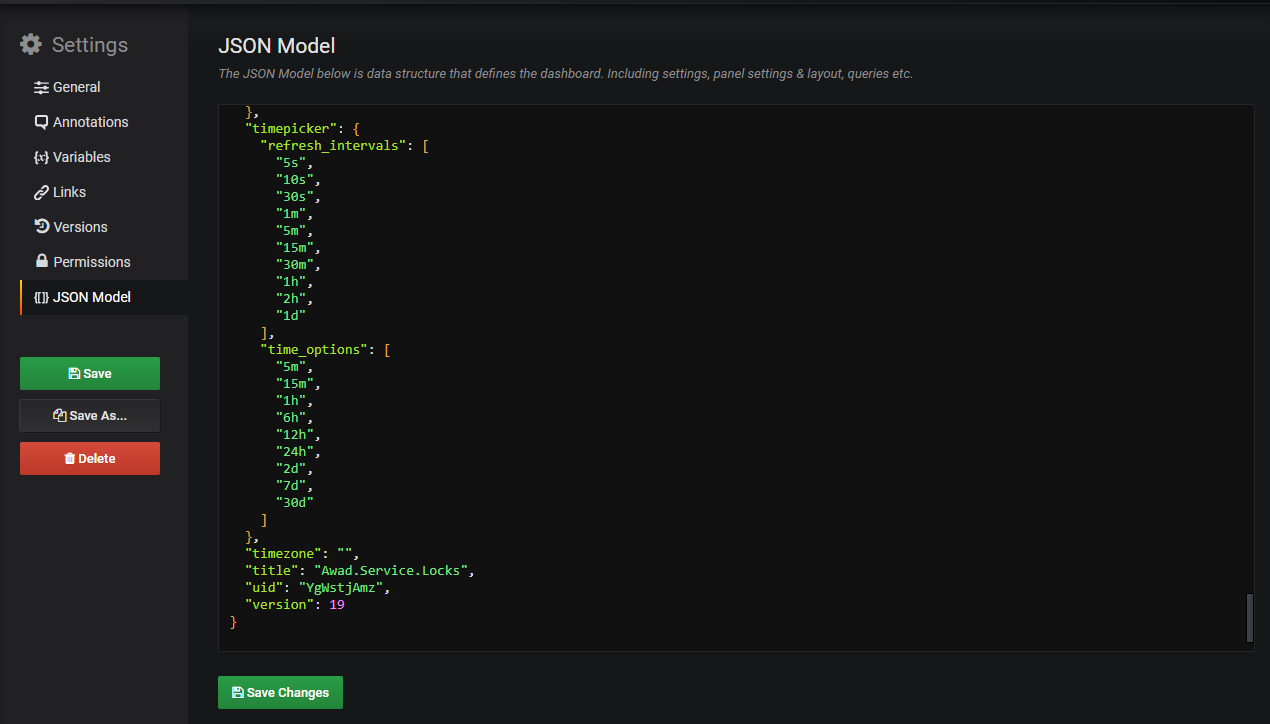 Settings
General
Annotations
Variables
Links
Versions
Permissions
JSON Model
Save
Save As...
Delete
JSON Model
The JSON Model below is data structure that defines the dashboard. Including settings, panel settings & layout, queries etc.
},
"timepicker": {
"refresh_intervals": [
"5s",
"10s",
"30s",
"1m",
"5m",
"15m",
"30m",
"1h",
"2h",
"1d"
],
"time_options": [
"5m",
"15m",
"1h",
"6h",
"12h",
"24h",
"2d",
"7d",
"30d"
]
},
"timezone": "",
"title": "Awad.Service.Locks",
"uid": "YgWstjAmz",
"version": 19
}
Save Changes